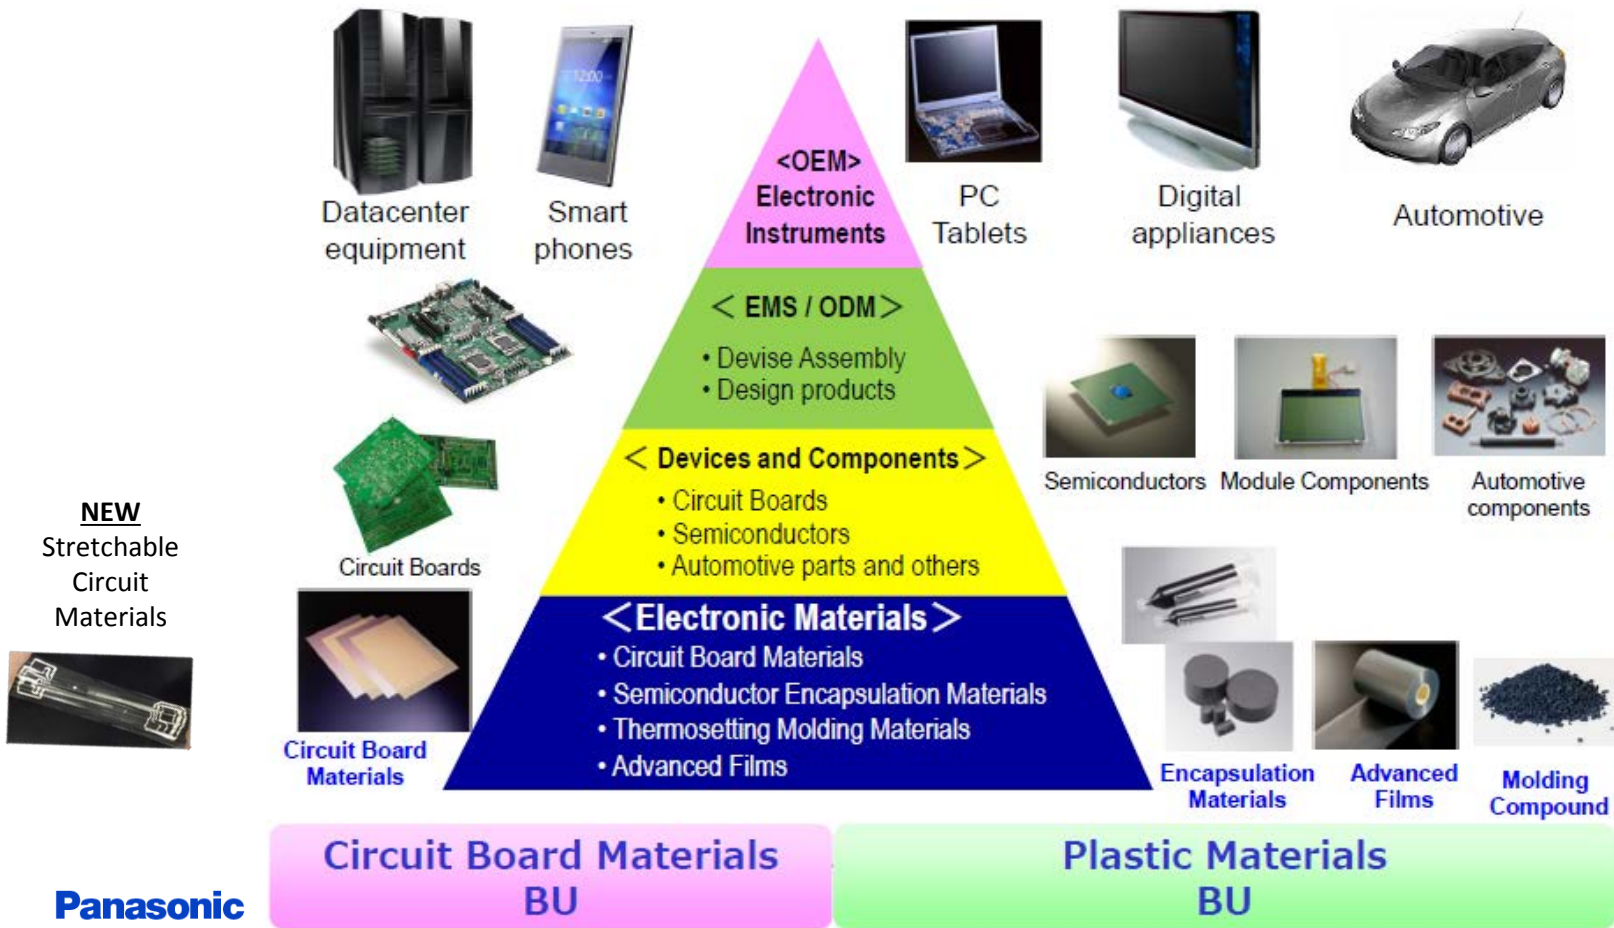 12:00
Datacenter
equipment
Smart
phones
<OEM>
Electronic
Instruments
PC
Tablets
Digital
appliances
Automotive
< EMS / ODM >
• Devise Assembly
• Design products
< Devices and Components >
• Circuit Boards
• Semiconductors
• Automotive parts and others
Semiconductors
Module Components
Automotive
components
Circuit Boards
NEW
Stretchable
Circuit
Materials
<Electronic Materials>
• Circuit Board Materials
• Semiconductor Encapsulation Materials
• Thermosetting Molding Materials
• Advanced Films
Circuit Board
Materials
Encapsulation
Materials
Advanced
Films
Molding
Compound
Circuit Board Materials
BU
Plastic Materials
BU
Panasonic